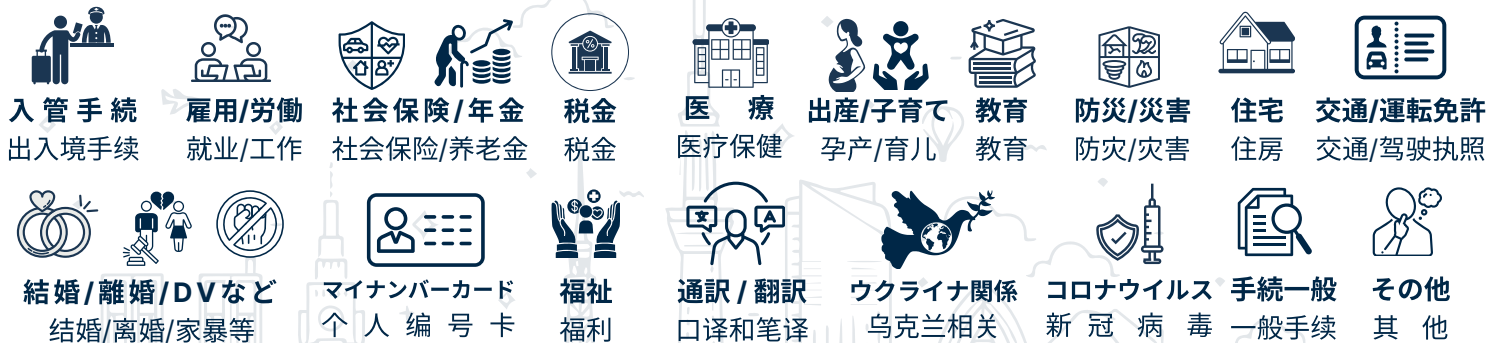 入管手続 雇用/労働 社会保険/年金 税金 医療 出産/子育て 教育 防災/災害 住宅 交通/運転免許
出入境手续 就业/工作 社会保险/养老金 税金 医疗保健 孕产/育儿 教育 防灾/灾害 住房 交通/驾驶执照
結婚/離婚/DVなど マイナンバーカード 福祉 通訳/翻訳 ウクライナ関係 コロナウイルス 手続一般 その他
结婚/离婚/家暴等 个人编号卡 福利 口译和笔译 乌克兰相关 新冠病毒 一般手续 其他